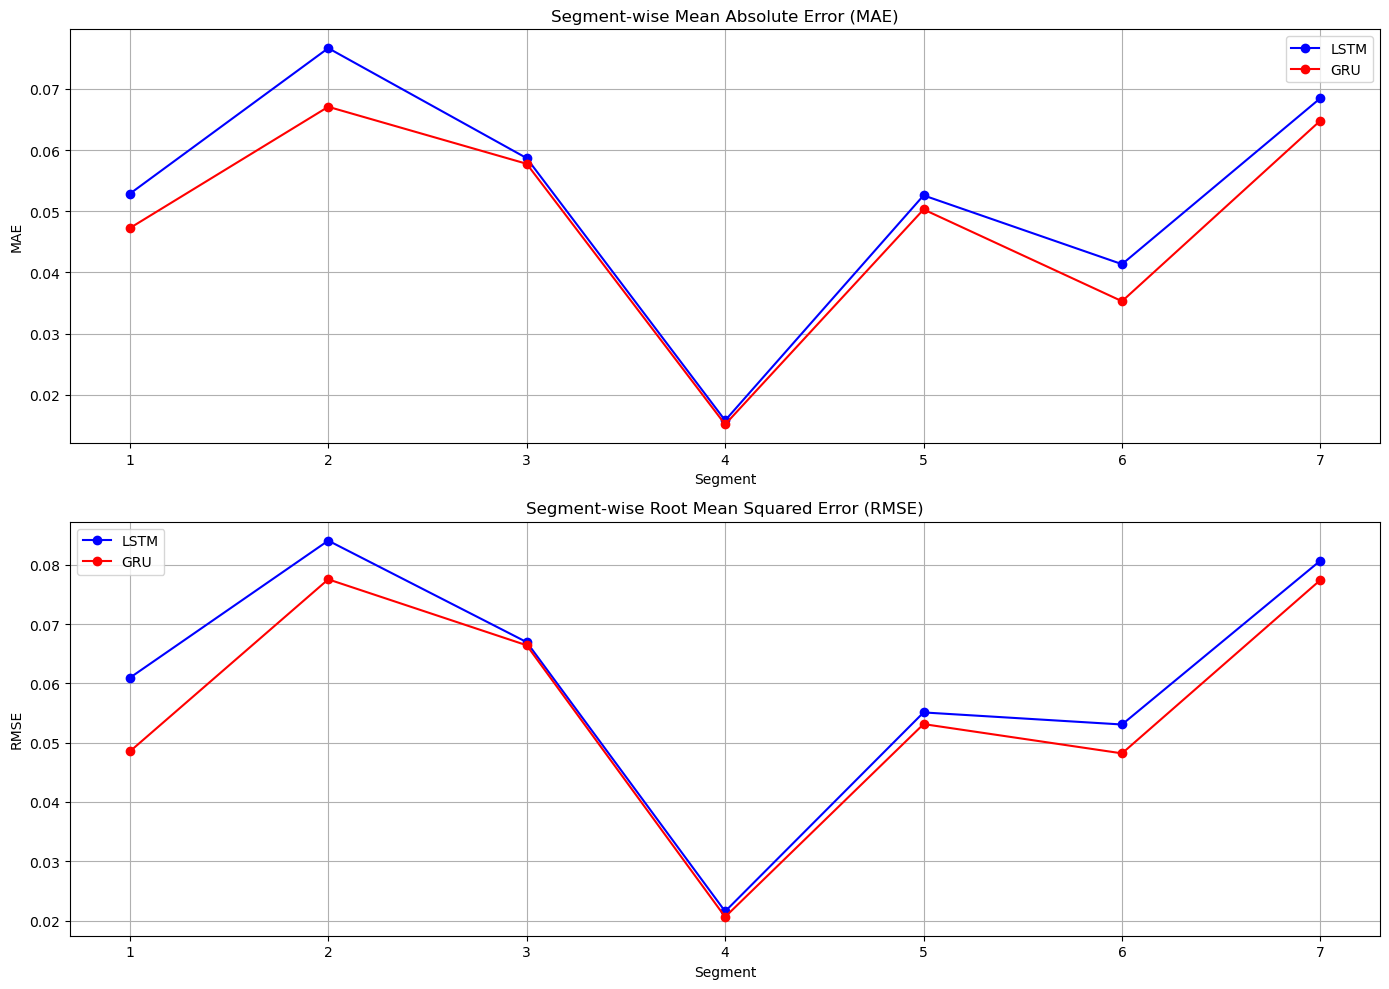 Segment-wise Mean Absolute Error (MAE)
LSTM
GRU
MAE
0.07
0.06
0.05
0.04
0.03
0.02
1 2 3 4 5 6 7
Segment
Segment-wise Root Mean Squared Error (RMSE)
LSTM
GRU
RMSE
0.08
0.07
0.06
0.05
0.04
0.03
0.02
1 2 3 4 5 6 7
Segment